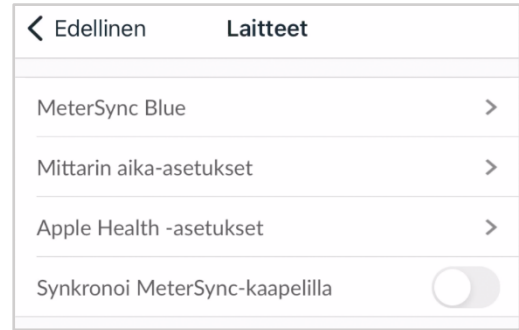 Edellinen Laitteet
MeterSync Blue
Mittarin aika-asetukset
Apple Health -asetukset
Synkronoi MeterSync-kaapelilla